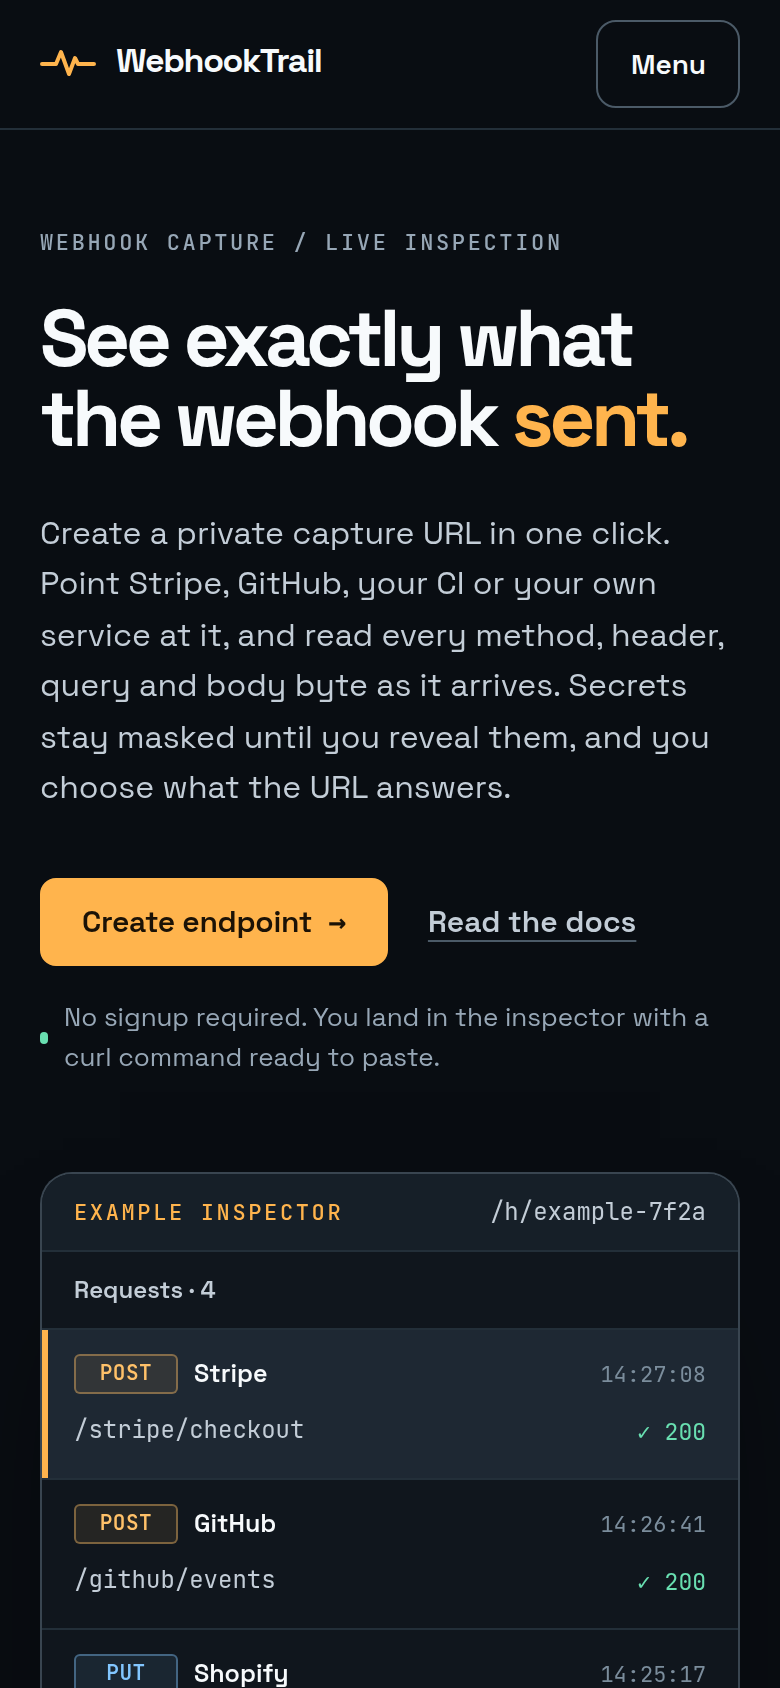 WebhookTrail
Menu
WEBHOOK CAPTURE / LIVE INSPECTION
See exactly what
the webhook sent.
Create a private capture URL in one click.
Point Stripe, GitHub, your CI or your own
service at it, and read every method, header,
query and body byte as it arrives. Secrets
stay masked until you reveal them, and you
choose what the URL answers.
Create endpoint → Read the docs
No signup required. You land in the inspector with a
curl command ready to paste.
EXAMPLE INSPECTOR /h/example-7f2a
Requests · 4
POST Stripe 14:27:08
/stripe/checkout ✓ 200
POST GitHub 14:26:41
/github/events ✓ 200
PUT Shopify 14:25:17